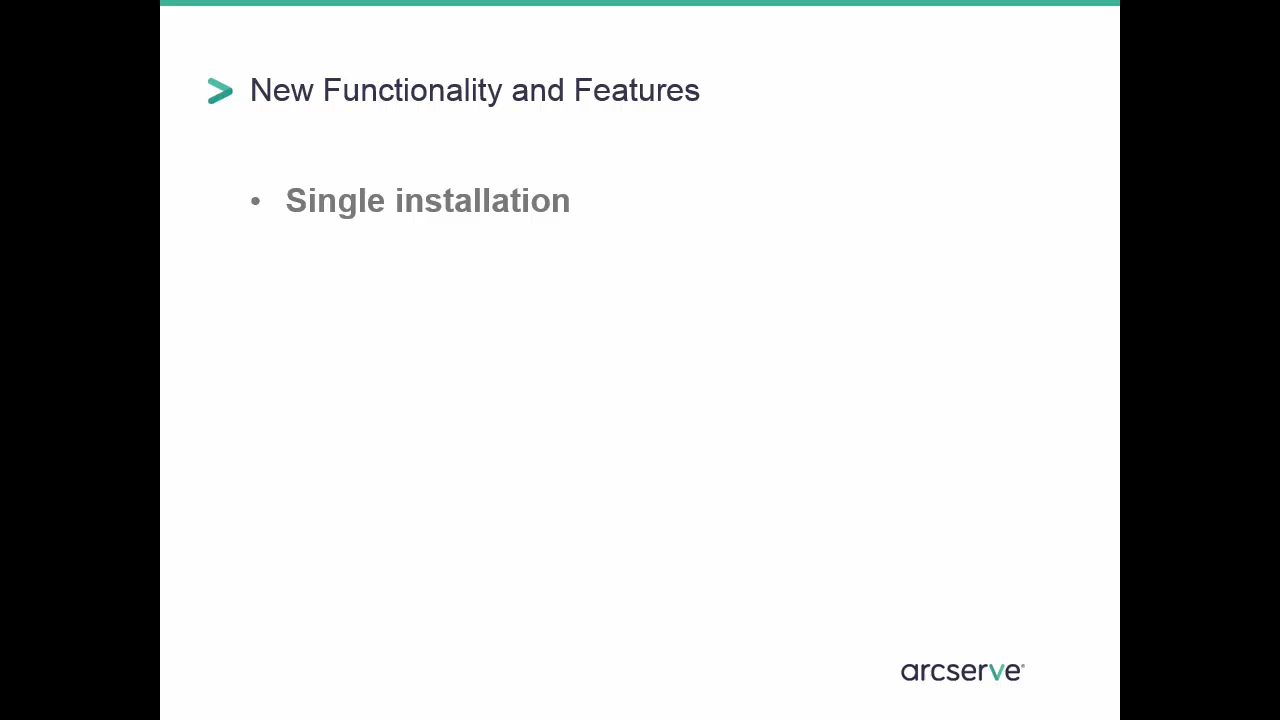 New Functionality and Features
• Single installation
arcserve®